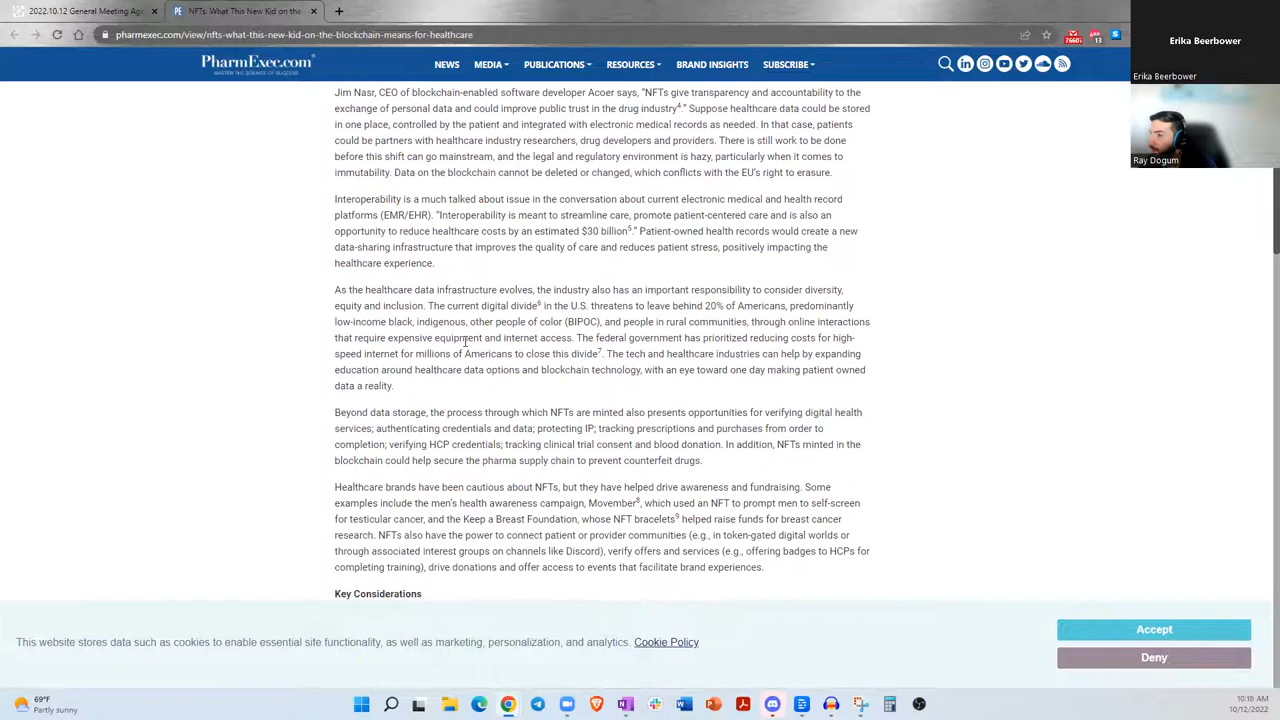 2022.10.12 General Meeting Age
NFTs: What This New Kid on the
pharmexec.com/view/nfts-what-this-new-kid-on-the-blockchain-means-for-healthcare
7660
13
Erika Beerbower
Erika Beerbower
Ray Dogum
PharmExec.com
NEWS MEDIA PUBLICATIONS RESOURCES BRAND INSIGHTS SUBSCRIBE
Jim Nasr, CEO of blockchain-enabled software developer Acoer says, “NFTs give transparency and accountability to the
exchange of personal data and could improve public trust in the drug industry4.” Suppose healthcare data could be stored
in one place, controlled by the patient and integrated with electronic medical records as needed. In that case, patients
could be partners with healthcare industry researchers, drug developers and providers. There is still work to be done
before this shift can go mainstream, and the legal and regulatory environment is hazy, particularly when it comes to
immutability. Data on the blockchain cannot be deleted or changed, which conflicts with the EU's right to erasure.
Interoperability is a much talked about issue in the conversation about current electronic medical and health record
platforms (EMR/EHR). “Interoperability is meant to streamline care, promote patient-centered care and is also an
opportunity to reduce healthcare costs by an estimated $30 billion5.” Patient-owned health records would create a new
data-sharing infrastructure that improves the quality of care and reduces patient stress, positively impacting the
healthcare experience.
As the healthcare data infrastructure evolves, the industry also has an important responsibility to consider diversity,
equity and inclusion. The current digital divide6 in the U.S. threatens to leave behind 20% of Americans, predominantly
low-income black, indigenous, other people of color (BIPOC), and people in rural communities, through online interactions
that require expensive equipment and internet access. The federal government has prioritized reducing costs for high-
speed internet for millions of Americans to close this divide7. The tech and healthcare industries can help by expanding
education around healthcare data options and blockchain technology, with an eye toward one day making patient owned
data a reality.
Beyond data storage, the process through which NFTs are minted also presents opportunities for verifying digital health
services; authenticating credentials and data; protecting IP; tracking prescriptions and purchases from order to
completion; verifying HCP credentials; tracking clinical trial consent and blood donation. In addition, NFTs minted in the
blockchain could help secure the pharma supply chain to prevent counterfeit drugs.
Healthcare brands have been cautious about NFTs, but they have helped drive awareness and fundraising. Some
examples include the men's health awareness campaign, Movember8, which used an NFT to prompt men to self-screen
for testicular cancer, and the Keep a Breast Foundation, whose NFT bracelets9 helped raise funds for breast cancer
research. NFTs also have the power to connect patient or provider communities (e.g., in token-gated digital worlds or
through associated interest groups on channels like Discord), verify offers and services (e.g., offering badges to HCPs for
completing training), drive donations and offer access to events that facilitate brand experiences.
Key Considerations
This website stores data such as cookies to enable essential site functionality, as well as marketing, personalization, and analytics. Cookie Policy
Accept
Deny
69°F
Partly sunny
10:18 AM
10/12/2022